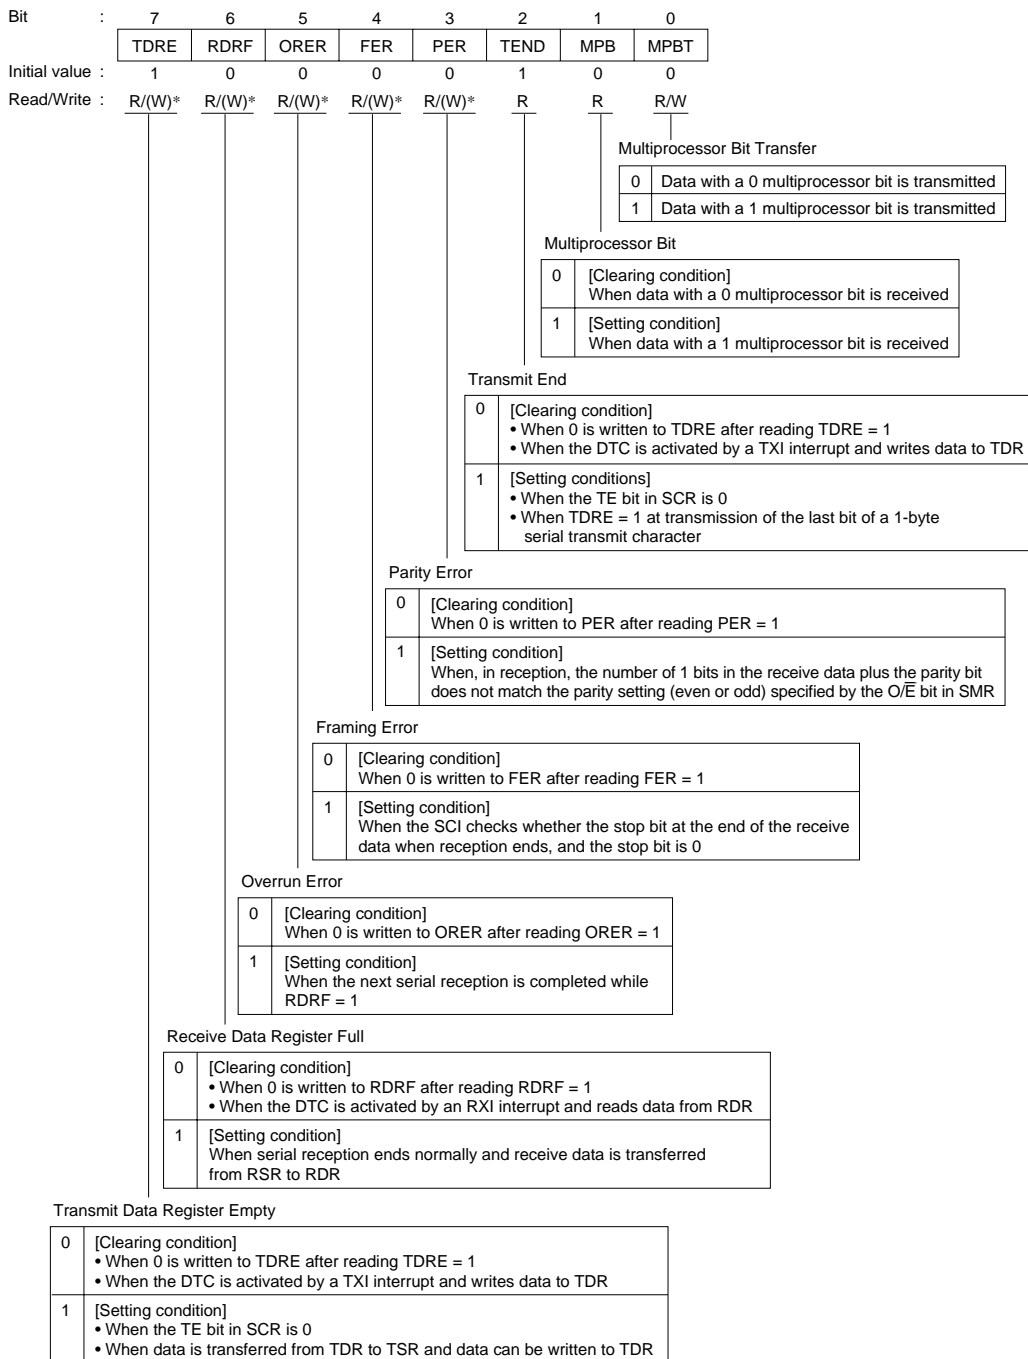 Bit : 7 6 5 4 3 2 1 0
TDRE RDRF ORER FER PER TEND MPB MPBT
Initial value : 1 0 0 0 0 1 0 0
Read/Write : R/(W)* R/(W)* R/(W)* R/(W)* R/(W)* R R R/W
Multiprocessor Bit Transfer
0 Data with a 0 multiprocessor bit is transmitted
1 Data with a 1 multiprocessor bit is transmitted
Multiprocessor Bit
0 [Clearing condition]
When data with a 0 multiprocessor bit is received
1 [Setting condition]
When data with a 1 multiprocessor bit is received
Transmit End
0 [Clearing condition]
• When 0 is written to TDRE after reading TDRE = 1
• When the DTC is activated by a TXI interrupt and writes data to TDR
1 [Setting conditions]
• When the TE bit in SCR is 0
• When TDRE = 1 at transmission of the last bit of a 1-byte
serial transmit character
Parity Error
0 [Clearing condition]
When 0 is written to PER after reading PER = 1
1 [Setting condition]
When, in reception, the number of 1 bits in the receive data plus the parity bit
does not match the parity setting (even or odd) specified by the O/E̅ bit in SMR
Framing Error
0 [Clearing condition]
When 0 is written to FER after reading FER = 1
1 [Setting condition]
When the SCI checks whether the stop bit at the end of the receive
data when reception ends, and the stop bit is 0
Overrun Error
0 [Clearing condition]
When 0 is written to ORER after reading ORER = 1
1 [Setting condition]
When the next serial reception is completed while
RDRF = 1
Receive Data Register Full
0 [Clearing condition]
• When 0 is written to RDRF after reading RDRF = 1
• When the DTC is activated by an RXI interrupt and reads data from RDR
1 [Setting condition]
When serial reception ends normally and receive data is transferred
from RSR to RDR
Transmit Data Register Empty
0 [Clearing condition]
• When 0 is written to TDRE after reading TDRE = 1
• When the DTC is activated by a TXI interrupt and writes data to TDR
1 [Setting condition]
• When the TE bit in SCR is 0
• When data is transferred from TDR to TSR and data can be written to TDR